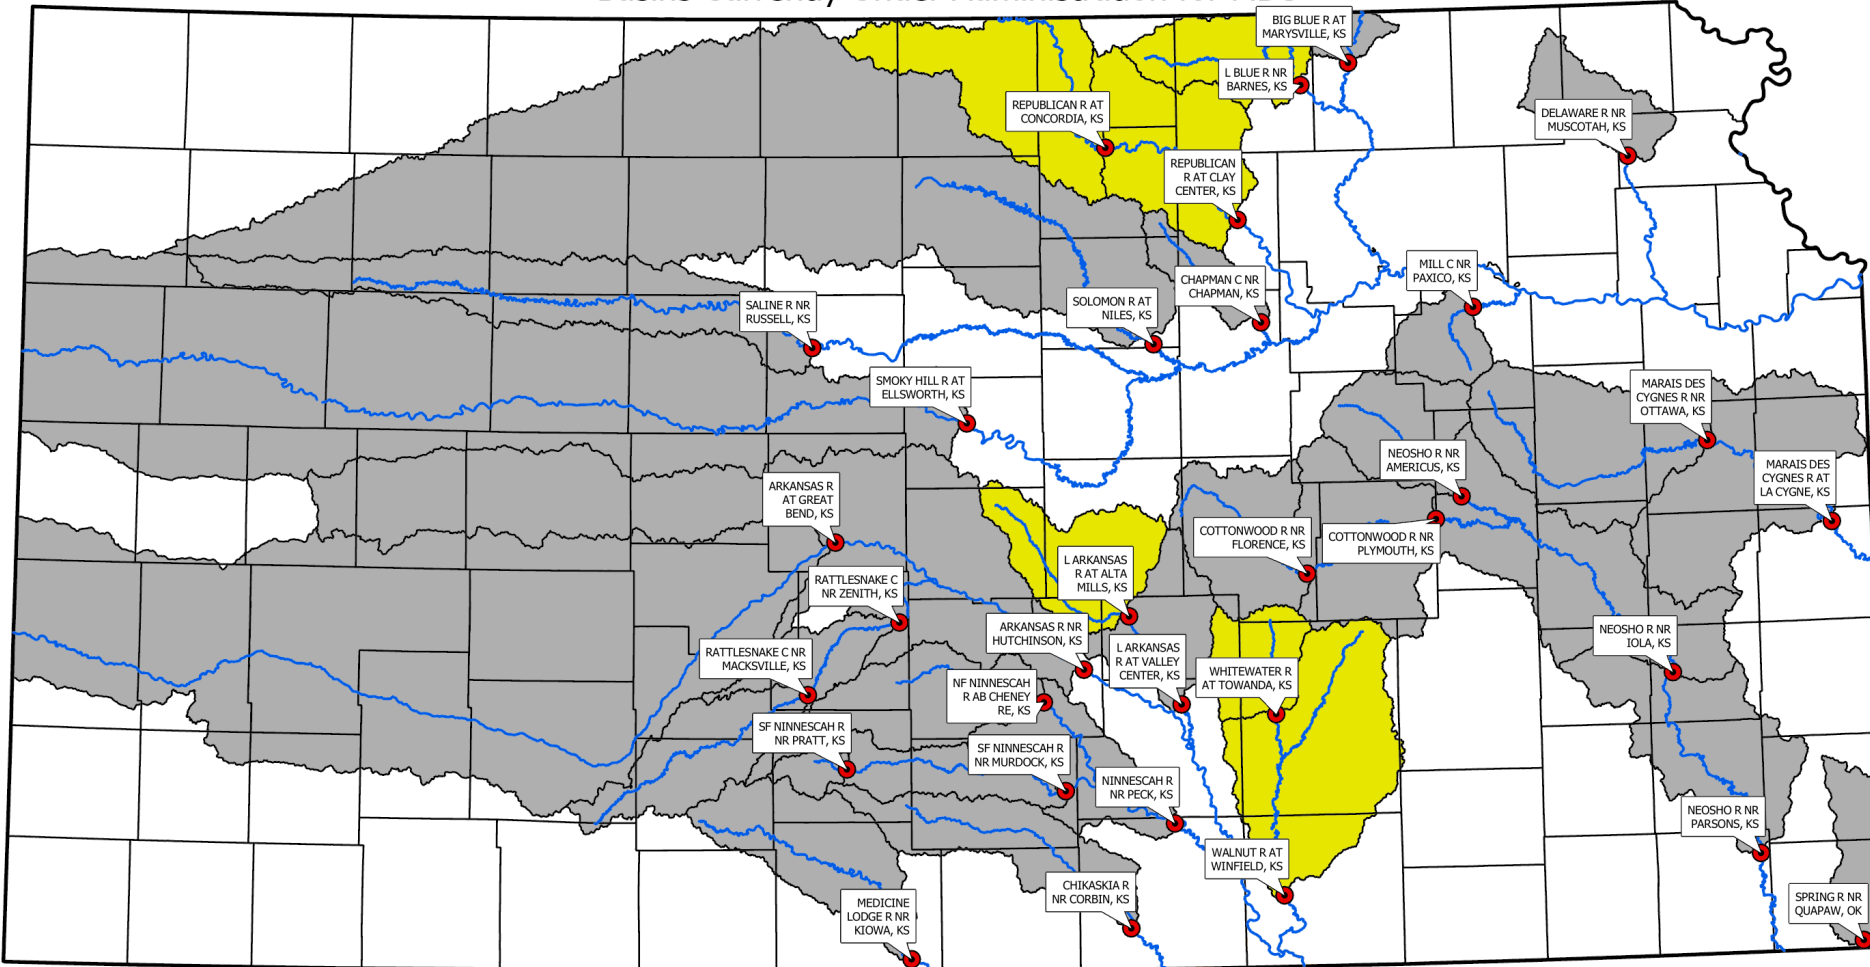 BIG BLUE R AT
MARYSVILLE, KS
L BLUE R NR
BARNES, KS
REPUBLICAN R AT
CONCORDIA, KS
DELAWARE R NR
MUSCOTAH, KS
REPUBLICAN
R AT CLAY
CENTER, KS
MILL C NR
PAXICO, KS
CHAPMAN C NR
CHAPMAN, KS
SOLOMON R AT
NILES, KS
SALINE R NR
RUSSELL, KS
SMOKY HILL R AT
ELLSWORTH, KS
MARAIS DES
CYGNES R NR
OTTAWA, KS
NEOSHO R NR
AMERICUS, KS
MARAIS DES
CYGNES R AT
LA CYGNE, KS
ARKANSAS R
AT GREAT
BEND, KS
COTTONWOOD R NR
FLORENCE, KS
COTTONWOOD R NR
PLYMOUTH, KS
L ARKANSAS
R AT ALTA
MILLS, KS
RATTLESNAKE C
NR ZENITH, KS
ARKANSAS R NR
HUTCHINSON, KS
NEOSHO R NR
IOLA, KS
RATTLESNAKE C NR
MACKSVILLE, KS
L ARKANSAS
R AT VALLEY
CENTER, KS
WHITEWATER R
AT TOWANDA, KS
NF NINNESCAH
R AB CHENEY
RE, KS
SF NINNESCAH R
NR PRATT, KS
SF NINNESCAH R
NR MURDOCK, KS
NINNESCAH R
NR PECK, KS
NEOSHO R NR
PARSONS, KS
WALNUT R AT
WINFIELD, KS
CHIKASKIA R
NR CORBIN, KS
MEDICINE
LODGE R NR
KIOWA, KS
SPRING R NR
QUAPAW, OK